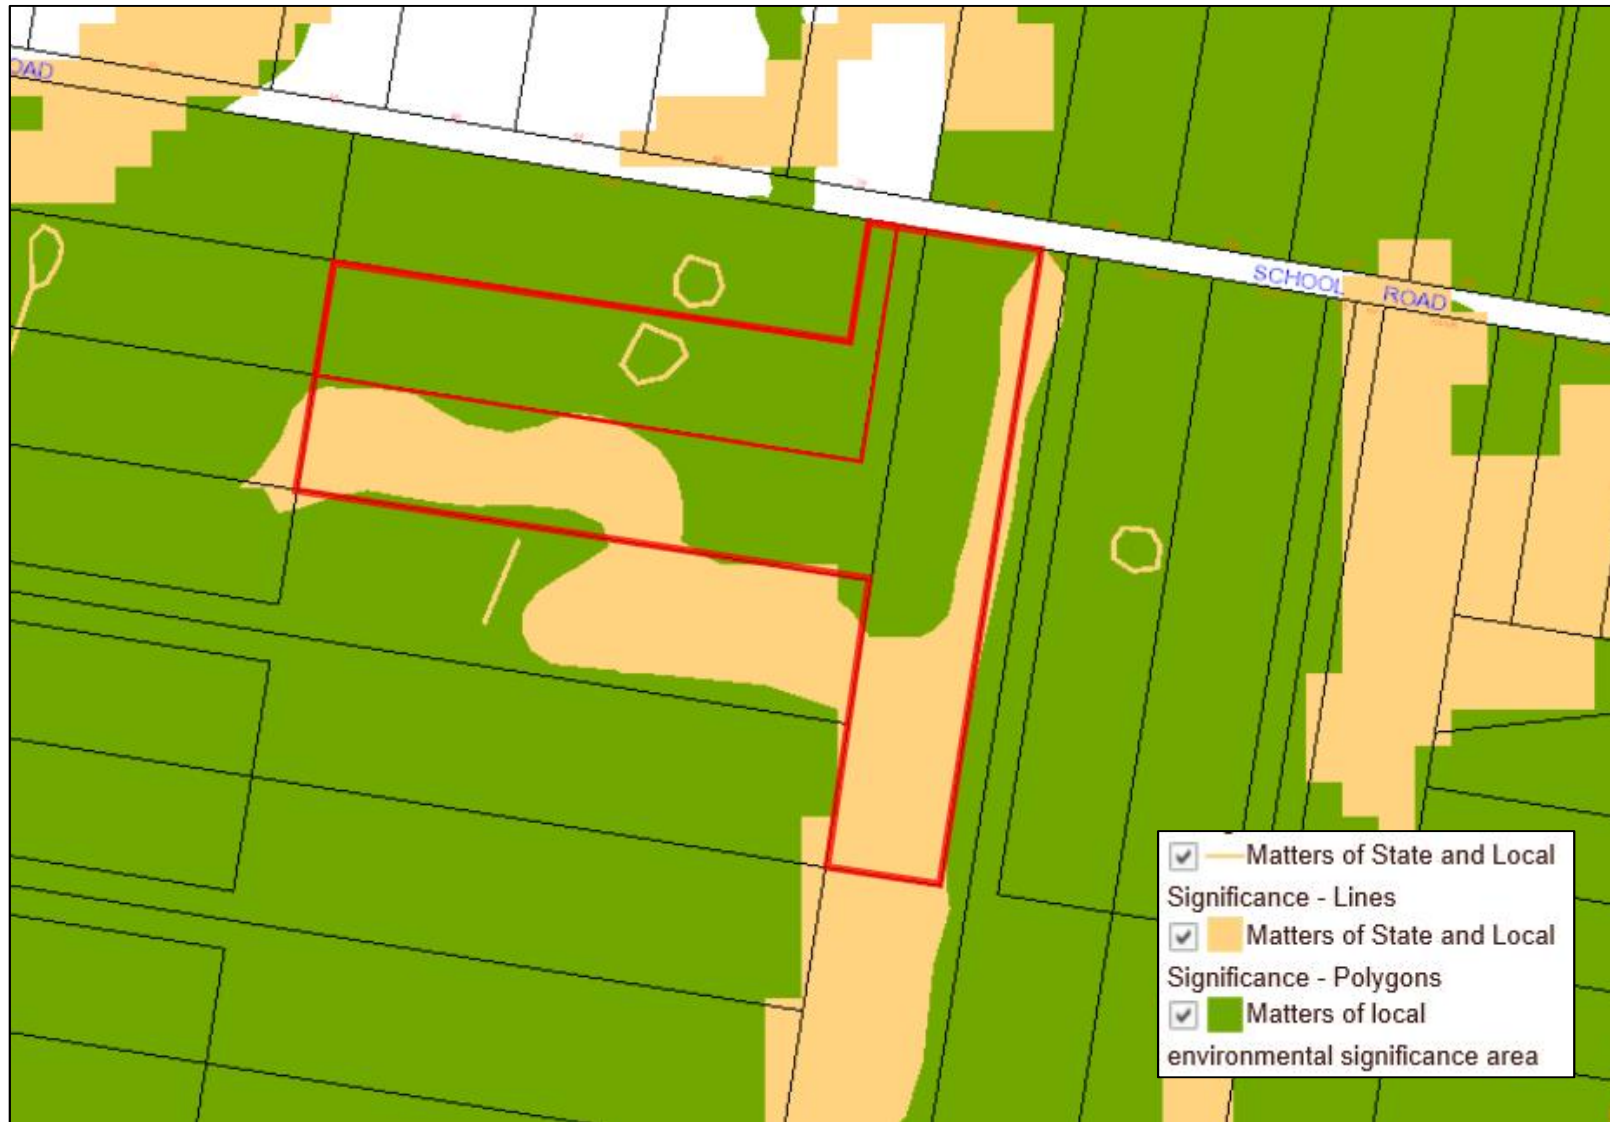 OAD
SCHOOL ROAD
Matters of State and Local
Significance - Lines
Matters of State and Local
Significance - Polygons
Matters of local
environmental significance area